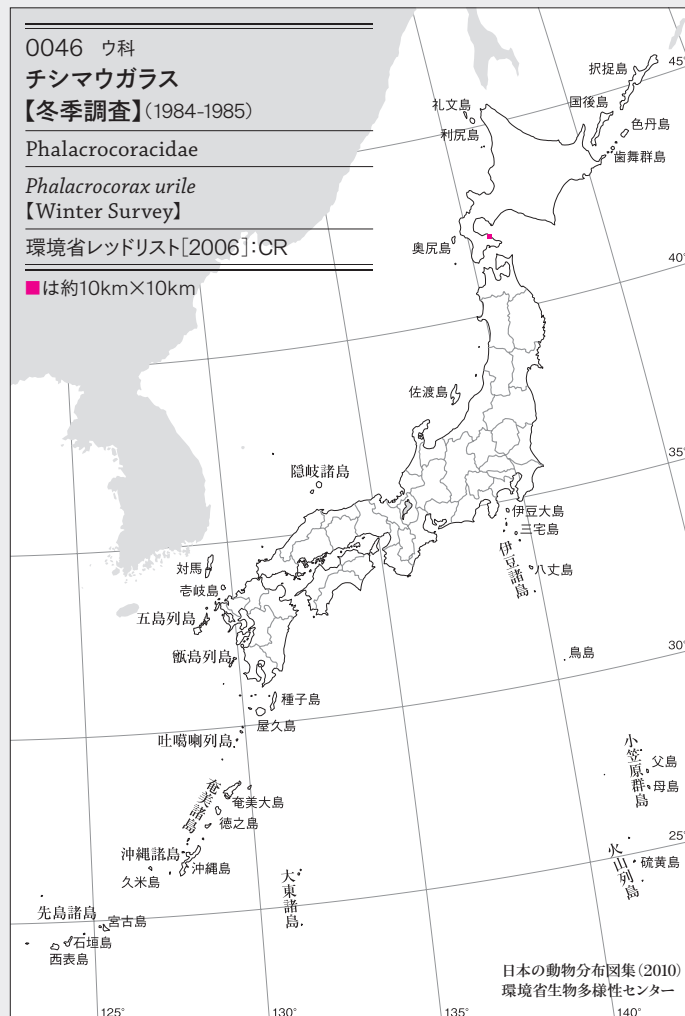 0046 ウ科
チシマウガラス
【冬季調査】(1984-1985)
Phalacrocoracidae
Phalacrocorax urile
【Winter Survey】
環境省レッドリスト[2006]:CR
■は約10km×10km
択捉島
45°
国後島
礼文島
色丹島
利尻島
歯舞群島
奥尻島
40°
佐渡島
35°
隠岐諸島
伊豆大島
三宅島
伊豆諸島
八丈島
対馬
壱岐島
五島列島
甑島列島
鳥島
30°
種子島
屋久島
吐噶喇列島
小笠原群島
父島
母島
奄美諸島
奄美大島
徳之島
25°
沖縄諸島
沖縄島
久米島
火山列島
硫黄島
大東諸島
先島諸島
宮古島
石垣島
西表島
日本の動物分布図集(2010)
環境省生物多様性センター
125°
130°
135°
140°